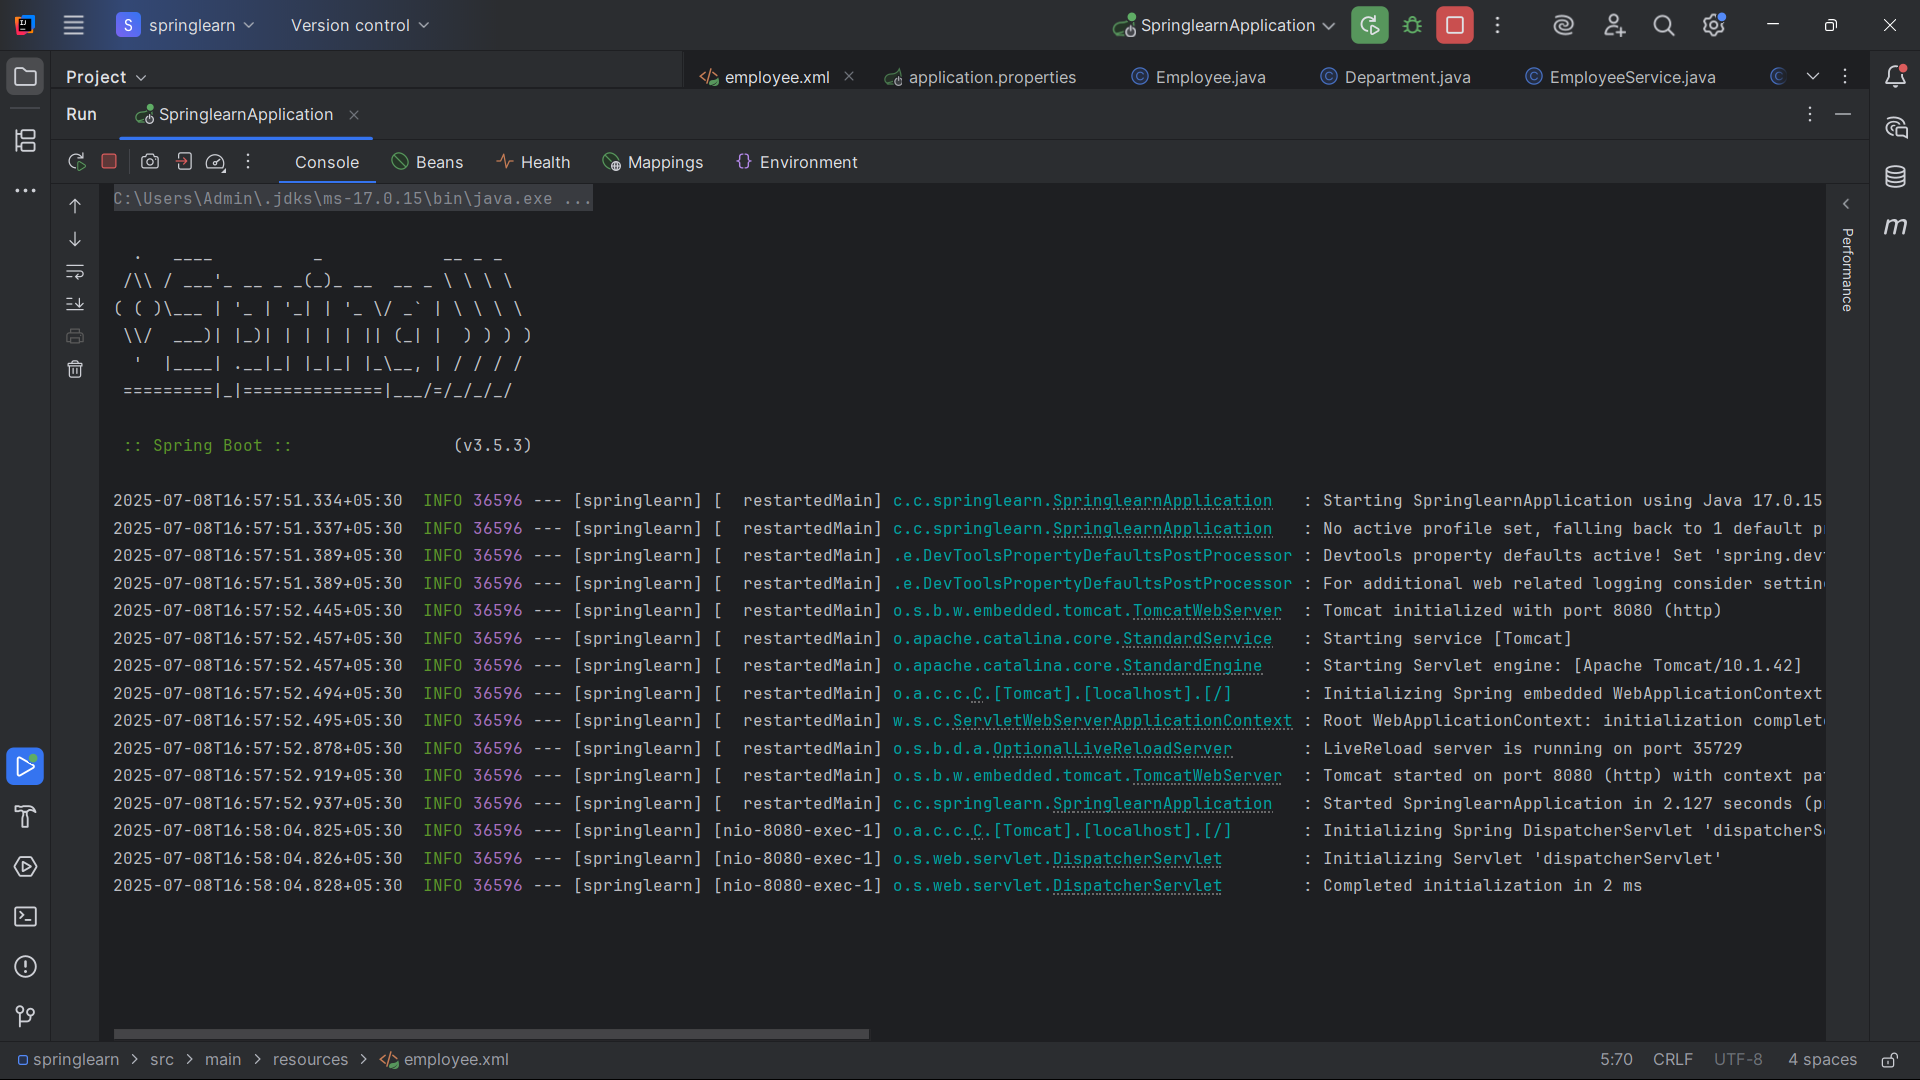 S springlearn Version control SpringlearnApplication
Project employee.xml application.properties Employee.java Department.java EmployeeService.java
Run SpringlearnApplication
Console Beans Health Mappings Environment
C:\Users\Admin\.jdks\ms-17.0.15\bin\java.exe ...
  .   ____          _            __ _ _
 /\\ / ___'_ __ _ _(_)_ __  __ _ \ \ \ \
( ( )\___ | '_ | '_| | '_ \/ _` | \ \ \ \
 \\/  ___)| |_)| | | | | || (_| |  ) ) ) )
  '  |____| .__|_| |_|_| |_\__, | / / / /
 =========|_|==============|___/=/_/_/_/
:: Spring Boot :: (v3.5.3)
2025-07-08T16:57:51.334+05:30 INFO 36596 --- [springlearn] [ restartedMain] c.c.springlearn.SpringlearnApplication : Starting SpringlearnApplication using Java 17.0.15
2025-07-08T16:57:51.337+05:30 INFO 36596 --- [springlearn] [ restartedMain] c.c.springlearn.SpringlearnApplication : No active profile set, falling back to 1 default
2025-07-08T16:57:51.389+05:30 INFO 36596 --- [springlearn] [ restartedMain] .e.DevToolsPropertyDefaultsPostProcessor : Devtools property defaults active! Set 'spring.dev
2025-07-08T16:57:51.389+05:30 INFO 36596 --- [springlearn] [ restartedMain] .e.DevToolsPropertyDefaultsPostProcessor : For additional web related logging consider settin
2025-07-08T16:57:52.445+05:30 INFO 36596 --- [springlearn] [ restartedMain] o.s.b.w.embedded.tomcat.TomcatWebServer : Tomcat initialized with port 8080 (http)
2025-07-08T16:57:52.457+05:30 INFO 36596 --- [springlearn] [ restartedMain] o.apache.catalina.core.StandardService : Starting service [Tomcat]
2025-07-08T16:57:52.457+05:30 INFO 36596 --- [springlearn] [ restartedMain] o.apache.catalina.core.StandardEngine : Starting Servlet engine: [Apache Tomcat/10.1.42]
2025-07-08T16:57:52.494+05:30 INFO 36596 --- [springlearn] [ restartedMain] o.a.c.c.C.[Tomcat].[localhost].[/] : Initializing Spring embedded WebApplicationContext
2025-07-08T16:57:52.495+05:30 INFO 36596 --- [springlearn] [ restartedMain] w.s.c.ServletWebServerApplicationContext : Root WebApplicationContext: initialization complet
2025-07-08T16:57:52.878+05:30 INFO 36596 --- [springlearn] [ restartedMain] o.s.b.d.a.OptionalLiveReloadServer : LiveReload server is running on port 35729
2025-07-08T16:57:52.919+05:30 INFO 36596 --- [springlearn] [ restartedMain] o.s.b.w.embedded.tomcat.TomcatWebServer : Tomcat started on port 8080 (http) with context pa
2025-07-08T16:57:52.937+05:30 INFO 36596 --- [springlearn] [ restartedMain] c.c.springlearn.SpringlearnApplication : Started SpringlearnApplication in 2.127 seconds (p
2025-07-08T16:58:04.825+05:30 INFO 36596 --- [springlearn] [nio-8080-exec-1] o.a.c.c.C.[Tomcat].[localhost].[/] : Initializing Spring DispatcherServlet 'dispatcherS
2025-07-08T16:58:04.826+05:30 INFO 36596 --- [springlearn] [nio-8080-exec-1] o.s.web.servlet.DispatcherServlet : Initializing Servlet 'dispatcherServlet'
2025-07-08T16:58:04.828+05:30 INFO 36596 --- [springlearn] [nio-8080-exec-1] o.s.web.servlet.DispatcherServlet : Completed initialization in 2 ms
Performance
m
springlearn > src > main > resources > employee.xml 5:70 CRLF UTF-8 4 spaces